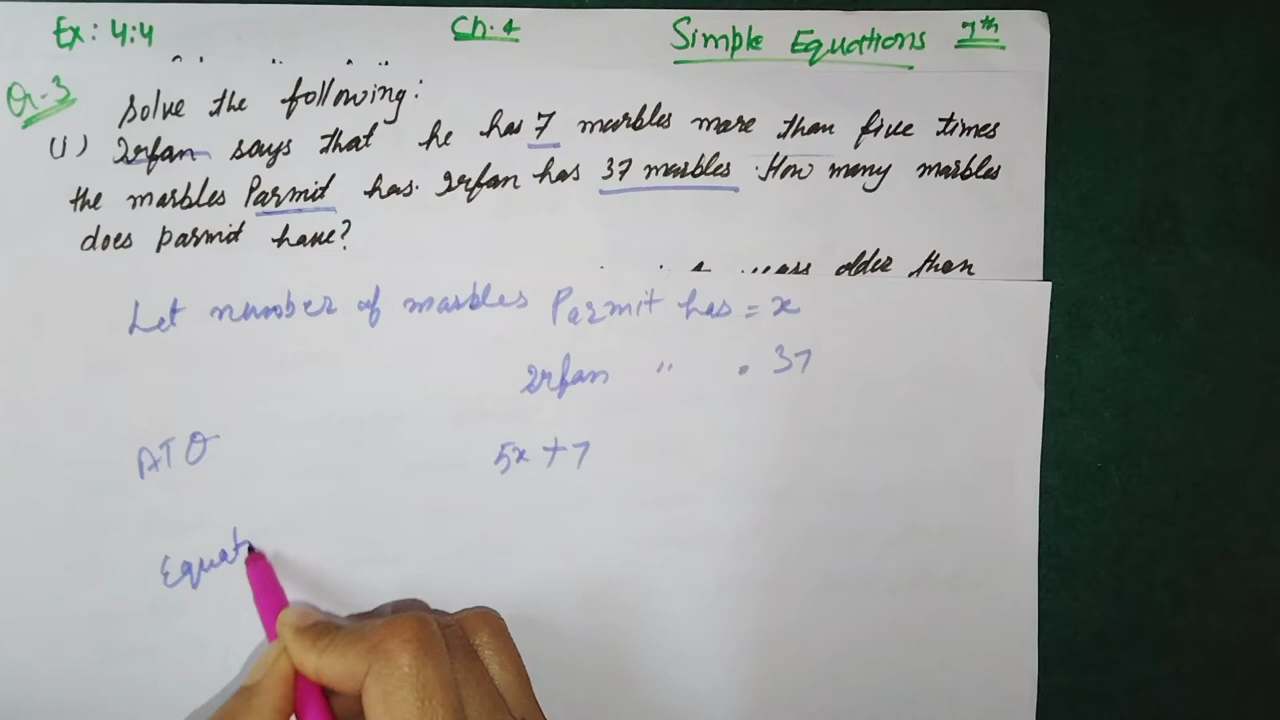 Ex: 4:4 Ch. 4 Simple Equations 7th
Q.3 Solve the following:
(i) Irfan says that he has 7 marbles more than five times
the marbles Parmit has. Irfan has 37 marbles. How many marbles
does parmit have?
older than
Let number of marbles Parmit has = x
Irfan " = 37
ATQ 5x + 7
Equat